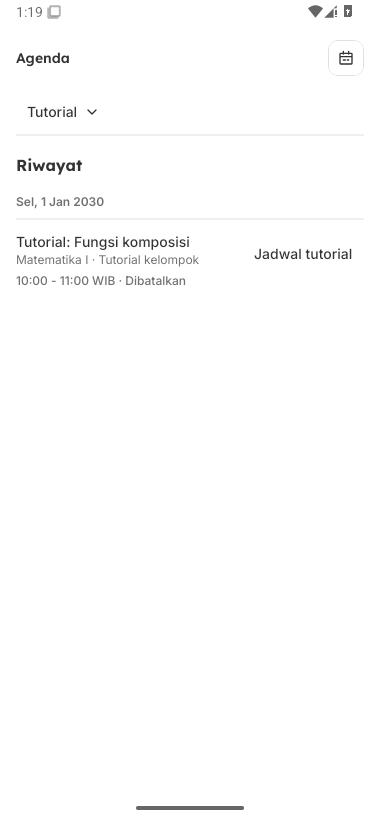 1:19
Agenda
Tutorial
Riwayat
Sel, 1 Jan 2030
Tutorial: Fungsi komposisi
Matematika I · Tutorial kelompok
10:00 - 11:00 WIB · Dibatalkan
Jadwal tutorial